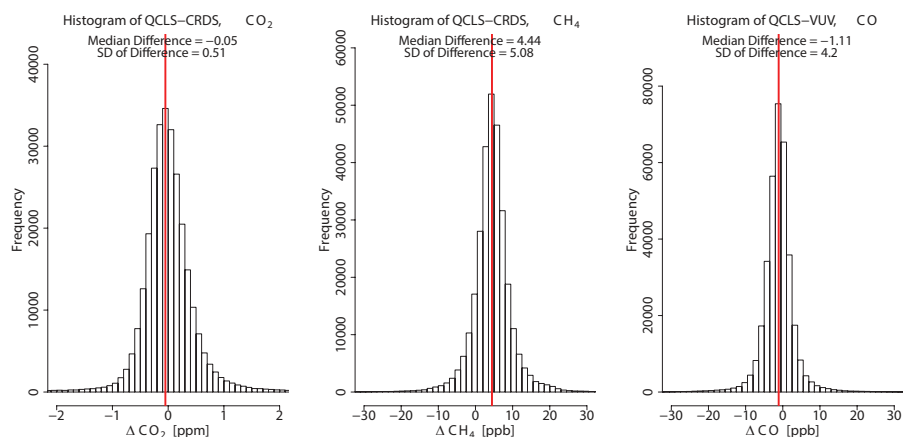 Histogram of QCLS−CRDS, CO2
Median Difference = −0.05
SD of Difference = 0.51
Frequency
0 10000 20000 30000 40000
−2 −1 0 1 2
Δ CO2 [ppm]
Histogram of QCLS−CRDS, CH4
Median Difference = 4.44
SD of Difference = 5.08
Frequency
0 10000 20000 30000 40000 50000 60000
−30 −20 −10 0 10 20 30
Δ CH4 [ppb]
Histogram of QCLS−VUV, CO
Median Difference = −1.11
SD of Difference = 4.2
Frequency
0 20000 40000 60000 80000
−30 −20 −10 0 10 20 30
Δ CO [ppb]